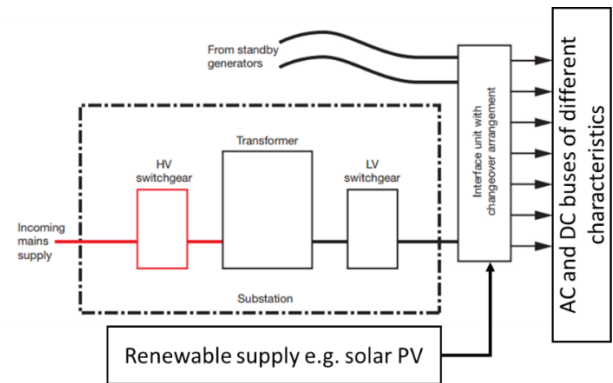 From standby
generators
Transformer
HV
switchgear
LV
switchgear
Incoming
mains
supply
Substation
Interface unit with
changeover arrangement
AC and DC buses of different
characteristics
Renewable supply e.g. solar PV